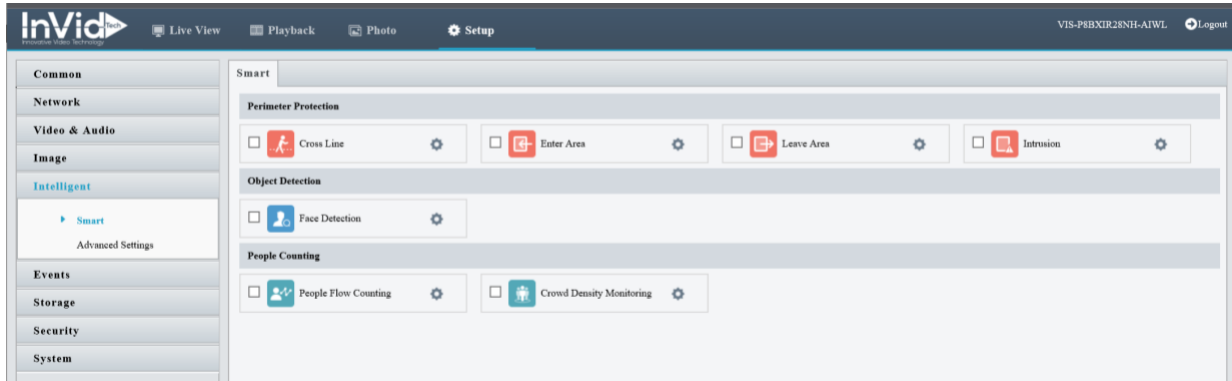 InVid Tech
Innovative Video Technology
Live View
Playback
Photo
Setup
VIS-P8BXIR28NH-AIWL
Logout
Common
Network
Video & Audio
Image
Intelligent
Smart
Advanced Settings
Events
Storage
Security
System
Smart
Perimeter Protection
Cross Line
Enter Area
Leave Area
Intrusion
Object Detection
Face Detection
People Counting
People Flow Counting
Crowd Density Monitoring